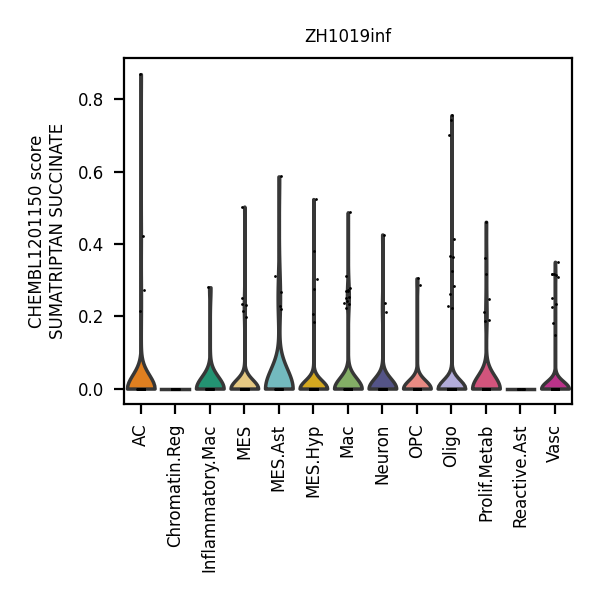 ZH1019inf
CHEMBL1201150 score
SUMATRIPTAN SUCCINATE
0.8
0.6
0.4
0.2
0.0
AC
Chromatin.Reg
Inflammatory.Mac
MES
MES.Ast
MES.Hyp
Mac
Neuron
OPC
Oligo
Prolif.Metab
Reactive.Ast
Vasc